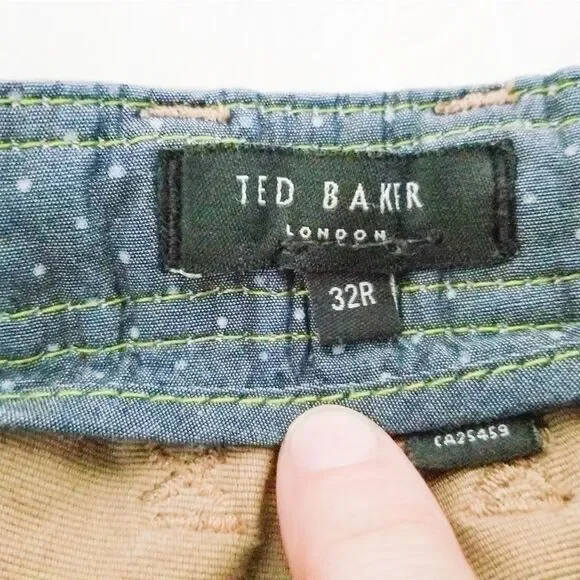 TED BAKER
LONDON
32R
CA25459